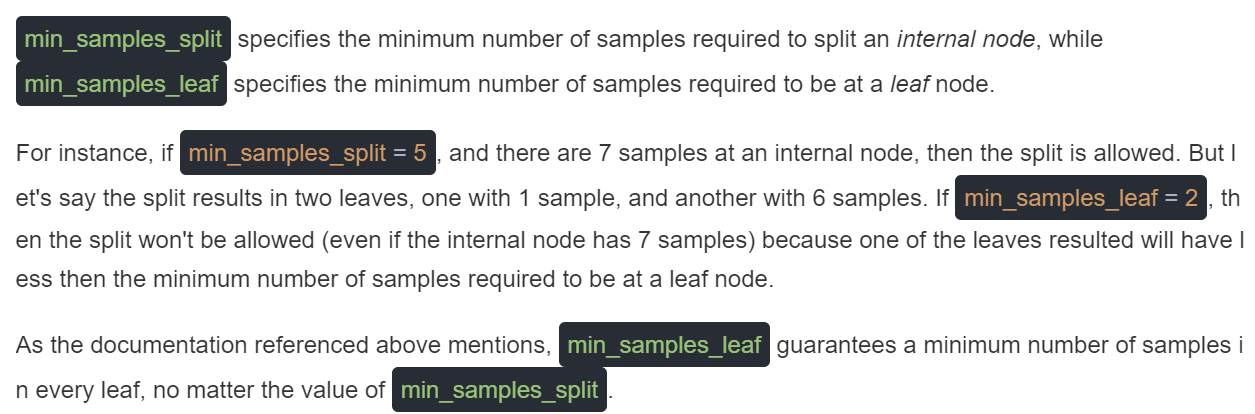 min_samples_split specifies the minimum number of samples required to split an internal node, while
min_samples_leaf specifies the minimum number of samples required to be at a leaf node.
For instance, if min_samples_split = 5 , and there are 7 samples at an internal node, then the split is allowed. But l
et's say the split results in two leaves, one with 1 sample, and another with 6 samples. If min_samples_leaf = 2 , th
en the split won't be allowed (even if the internal node has 7 samples) because one of the leaves resulted will have l
ess then the minimum number of samples required to be at a leaf node.
As the documentation referenced above mentions, min_samples_leaf guarantees a minimum number of samples i
n every leaf, no matter the value of min_samples_split .